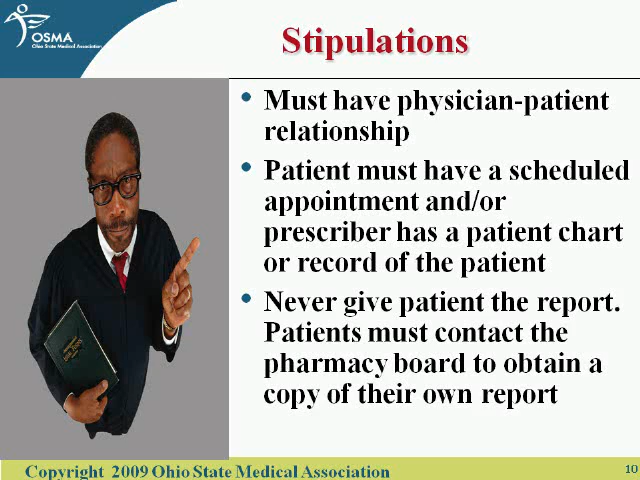 OSMA
Ohio State Medical Association
Stipulations
• Must have physician-patient
relationship
• Patient must have a scheduled
appointment and/or
prescriber has a patient chart
or record of the patient
• Never give patient the report.
Patients must contact the
pharmacy board to obtain a
copy of their own report
Copyright 2009 Ohio State Medical Association
10